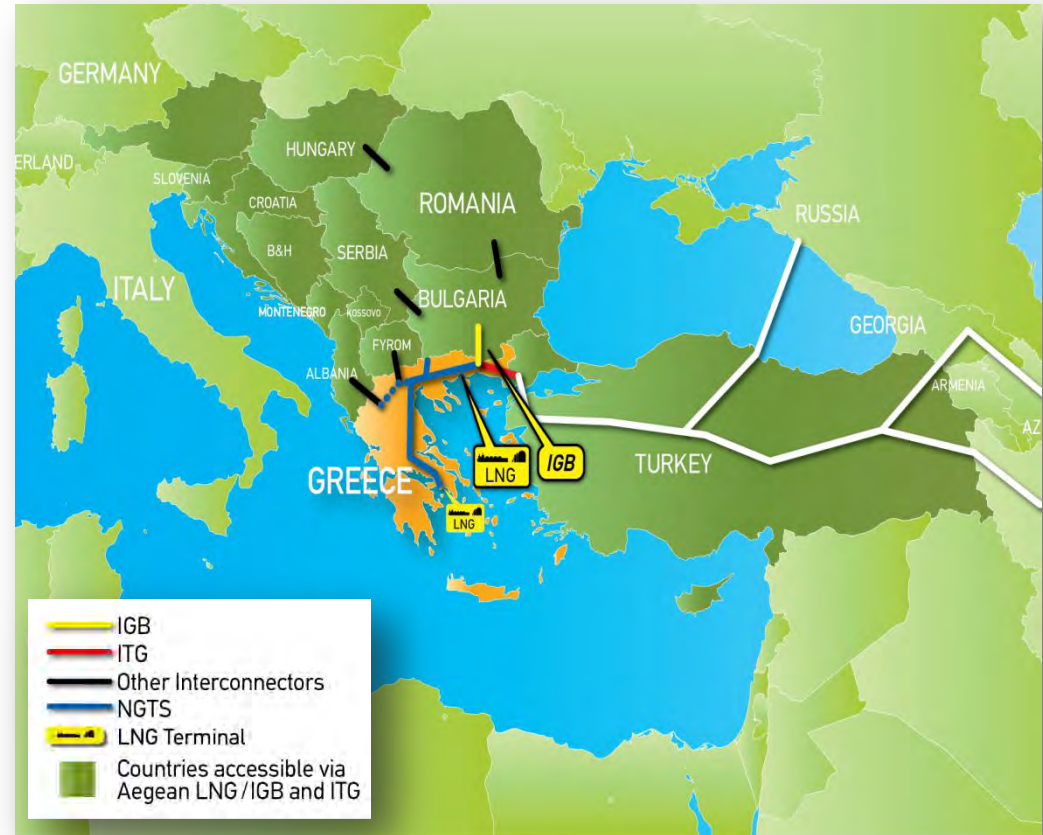 GERMANY
HUNGARY
ERLAND
SLOVENIA
CROATIA
ROMANIA
RUSSIA
B&H
SERBIA
ITALY
BULGARIA
MONTENEGRO
KOSSOVO
GEORGIA
FYROM
ALBANIA
ARMENIA
AZ
GREECE
LNG
IGB
TURKEY
LNG
IGB
ITG
Other Interconnectors
NGTS
LNG Terminal
Countries accessible via
Aegean LNG/IGB and ITG